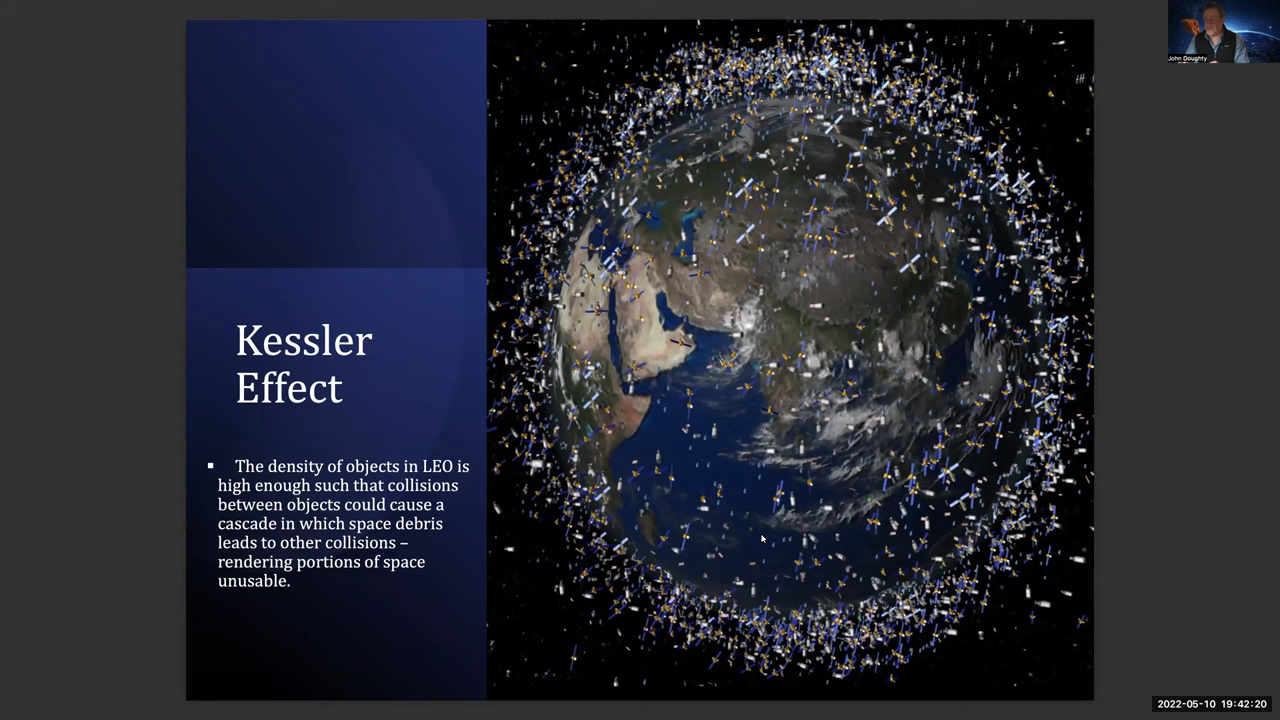 John Doughty
Kessler
Effect
▪ The density of objects in LEO is
high enough such that collisions
between objects could cause a
cascade in which space debris
leads to other collisions –
rendering portions of space
unusable.
2022-05-10 19:42:20